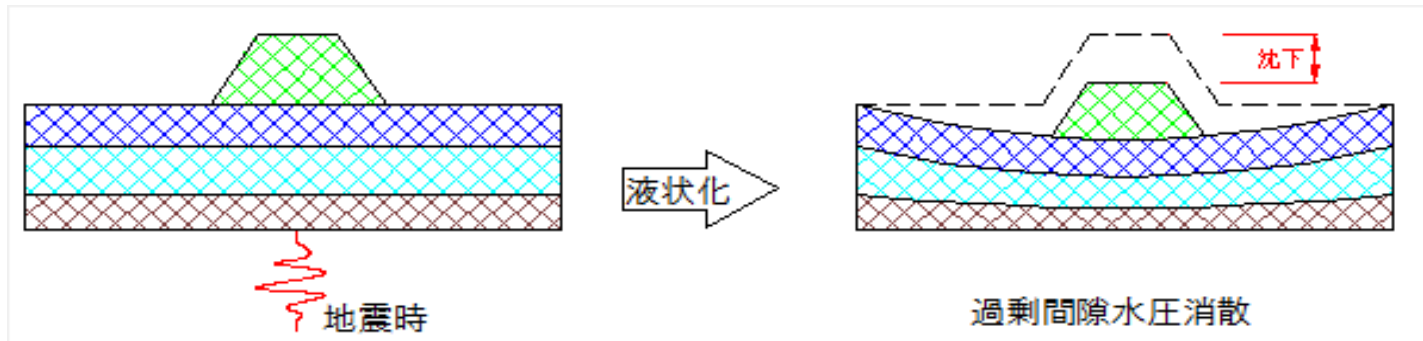 沈下
液状化
地震時
過剰間隙水圧消散